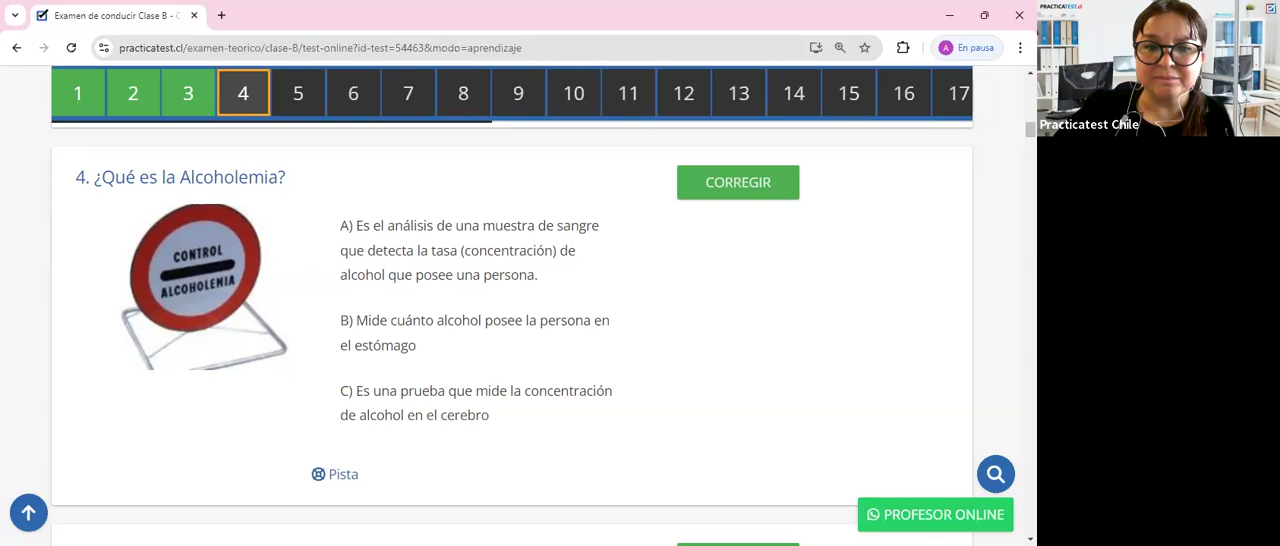 Examen de conducir Clase B - C
practicatest.cl/examen-teorico/clase-B/test-online?id-test=54463&modo=aprendizaje
A
En pausa
PRACTICATEST.cl
Practicatest Chile
1 2 3 4 5 6 7 8 9 10 11 12 13 14 15 16 17
4. ¿Qué es la Alcoholemia?
CORREGIR
CONTROL
ALCOHOLEMIA
A) Es el análisis de una muestra de sangre
que detecta la tasa (concentración) de
alcohol que posee una persona.
B) Mide cuánto alcohol posee la persona en
el estómago
C) Es una prueba que mide la concentración
de alcohol en el cerebro
Pista
PROFESOR ONLINE